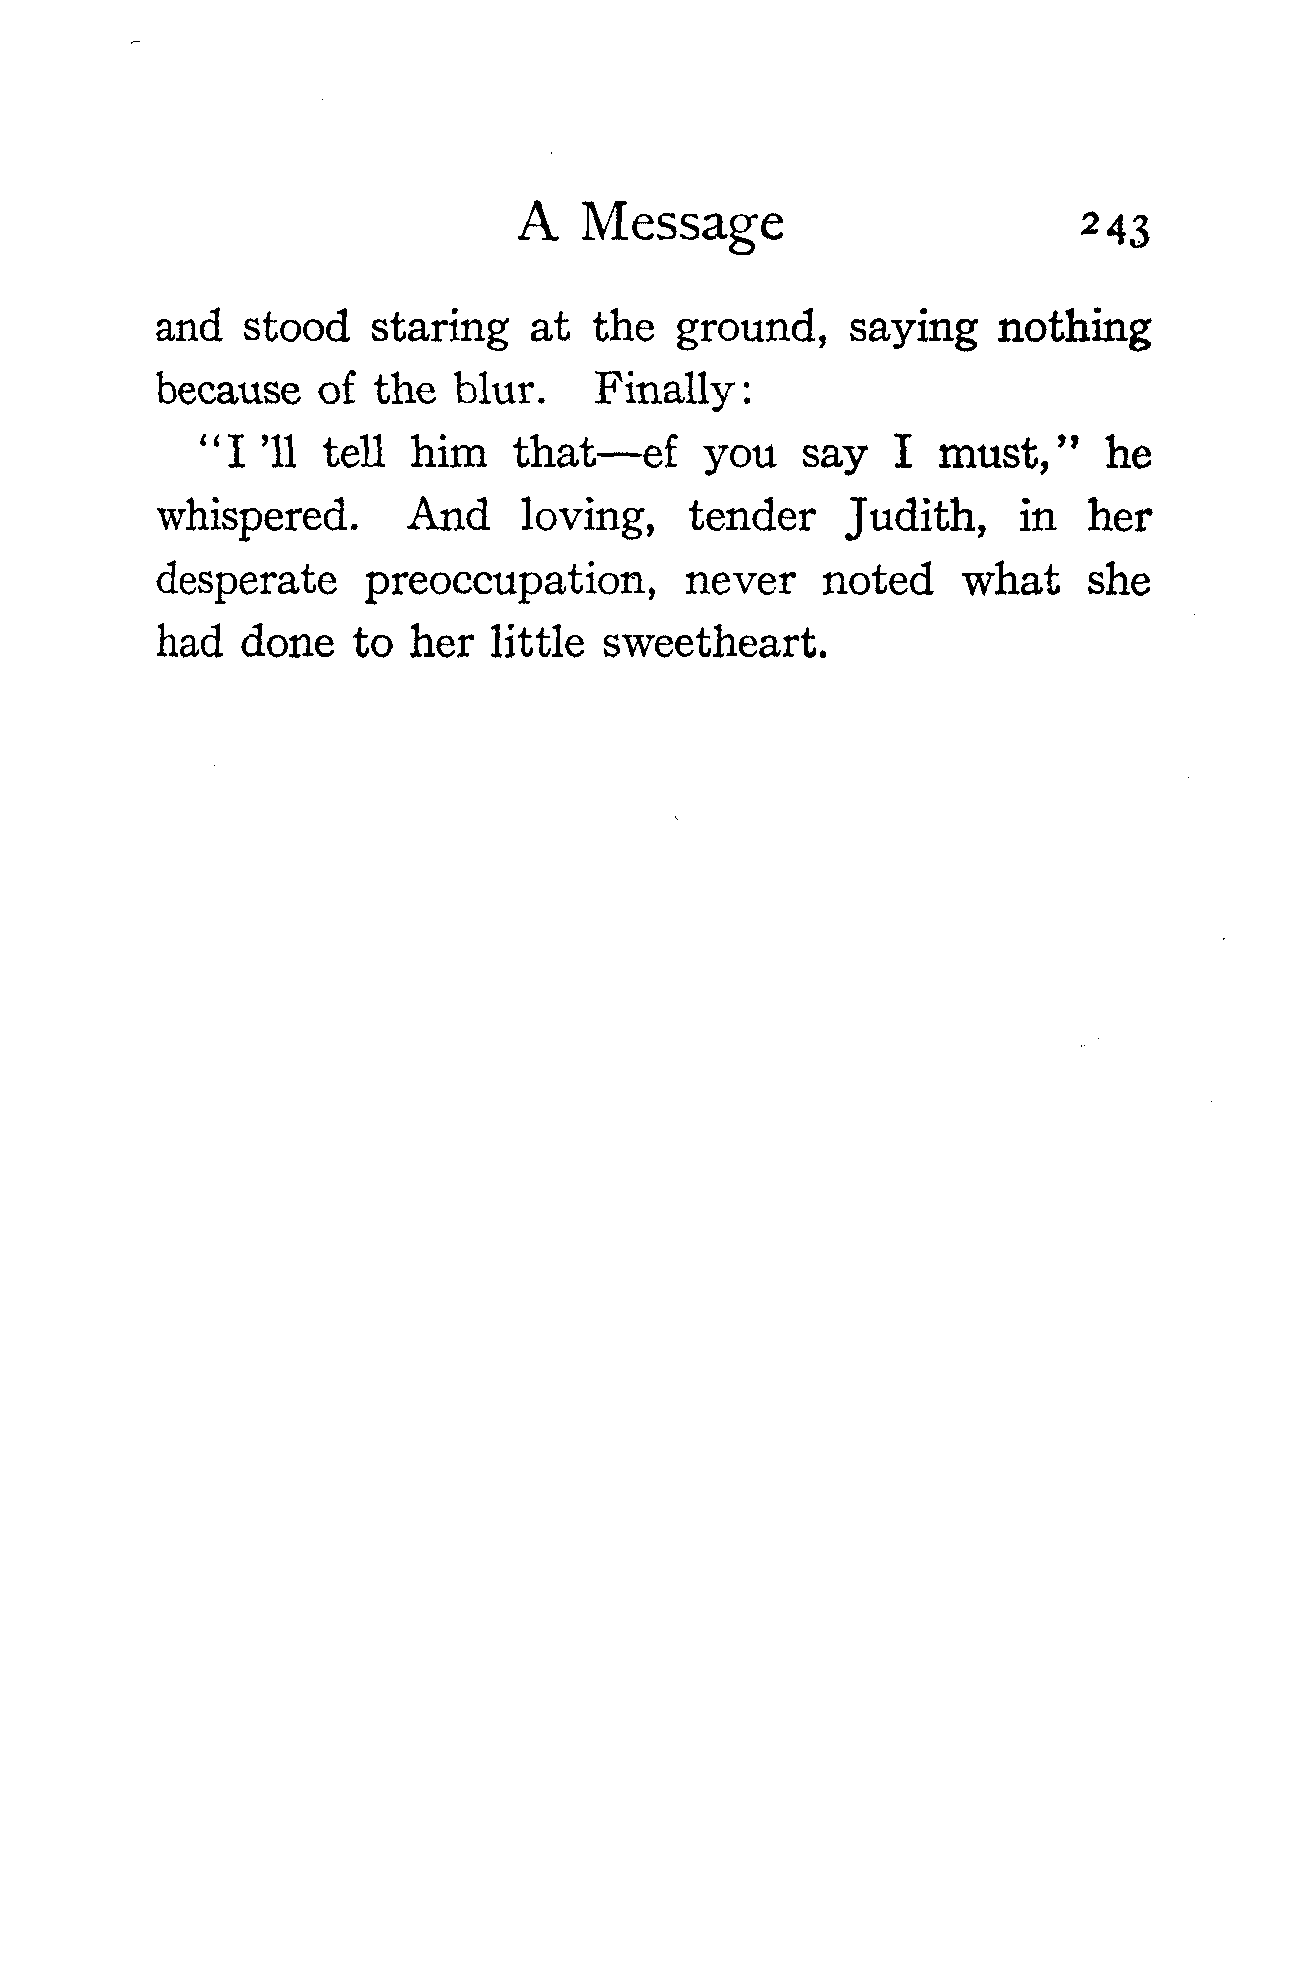 A Message 243
and stood staring at the ground, saying nothing
because of the blur. Finally:
"I 'll tell him that—ef you say I must," he
whispered. And loving, tender Judith, in her
desperate preoccupation, never noted what she
had done to her little sweetheart.